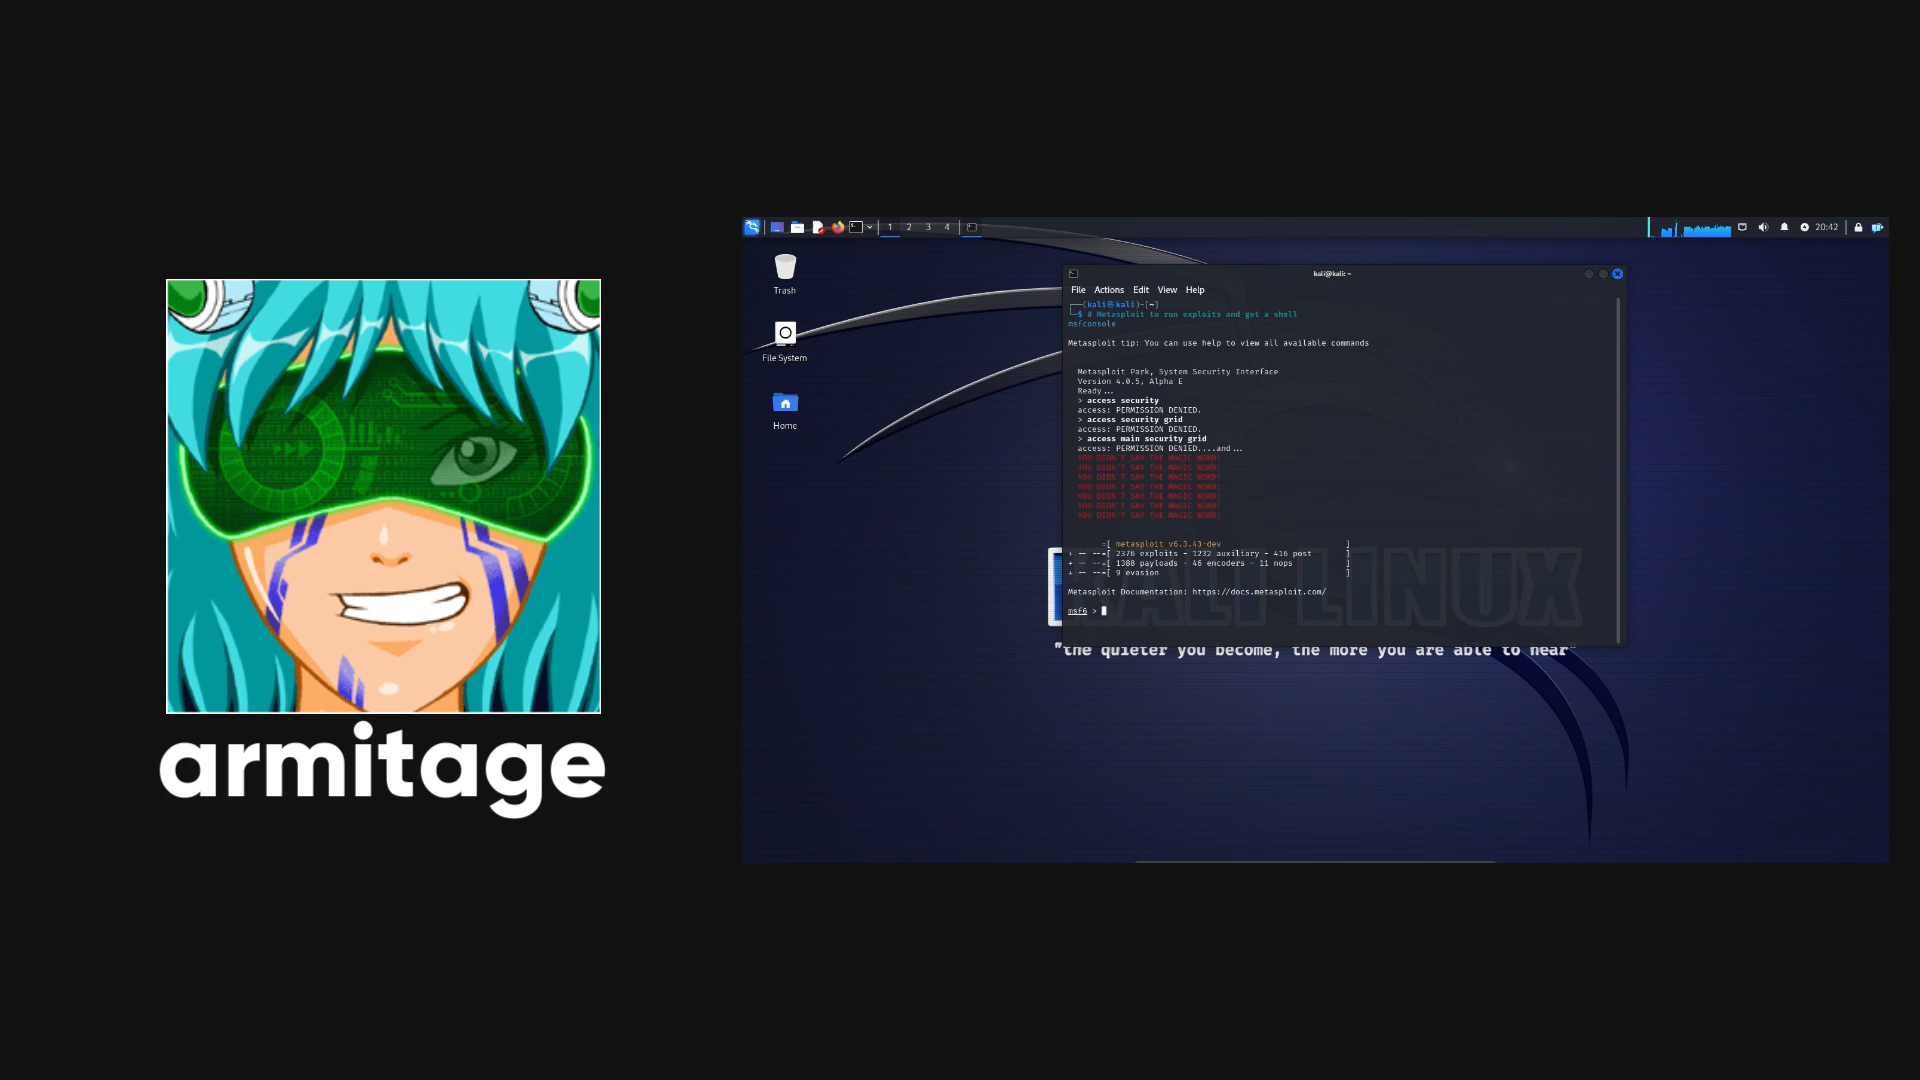 armitage
1 2 3 4
20:42
Trash
File System
Home
kali@kali: ~
File Actions Edit View Help
┌──(kali㉿kali)-[~]
└─$ # Metasploit to run exploits and get a shell
msfconsole
Metasploit tip: You can use help to view all available commands
Metasploit Park, System Security Interface
Version 4.0.5, Alpha E
Ready...
> access security
access: PERMISSION DENIED.
> access security grid
access: PERMISSION DENIED.
> access main security grid
access: PERMISSION DENIED....and...
YOU DIDN'T SAY THE MAGIC WORD!
YOU DIDN'T SAY THE MAGIC WORD!
YOU DIDN'T SAY THE MAGIC WORD!
YOU DIDN'T SAY THE MAGIC WORD!
YOU DIDN'T SAY THE MAGIC WORD!
YOU DIDN'T SAY THE MAGIC WORD!
YOU DIDN'T SAY THE MAGIC WORD!
=[ metasploit v6.3.43-dev ]
+ -- --=[ 2376 exploits - 1232 auxiliary - 416 post ]
+ -- --=[ 1388 payloads - 46 encoders - 11 nops ]
+ -- --=[ 9 evasion ]
Metasploit Documentation: https://docs.metasploit.com/
msf6 >
KALI LINUX
"the quieter you become, the more you are able to hear"